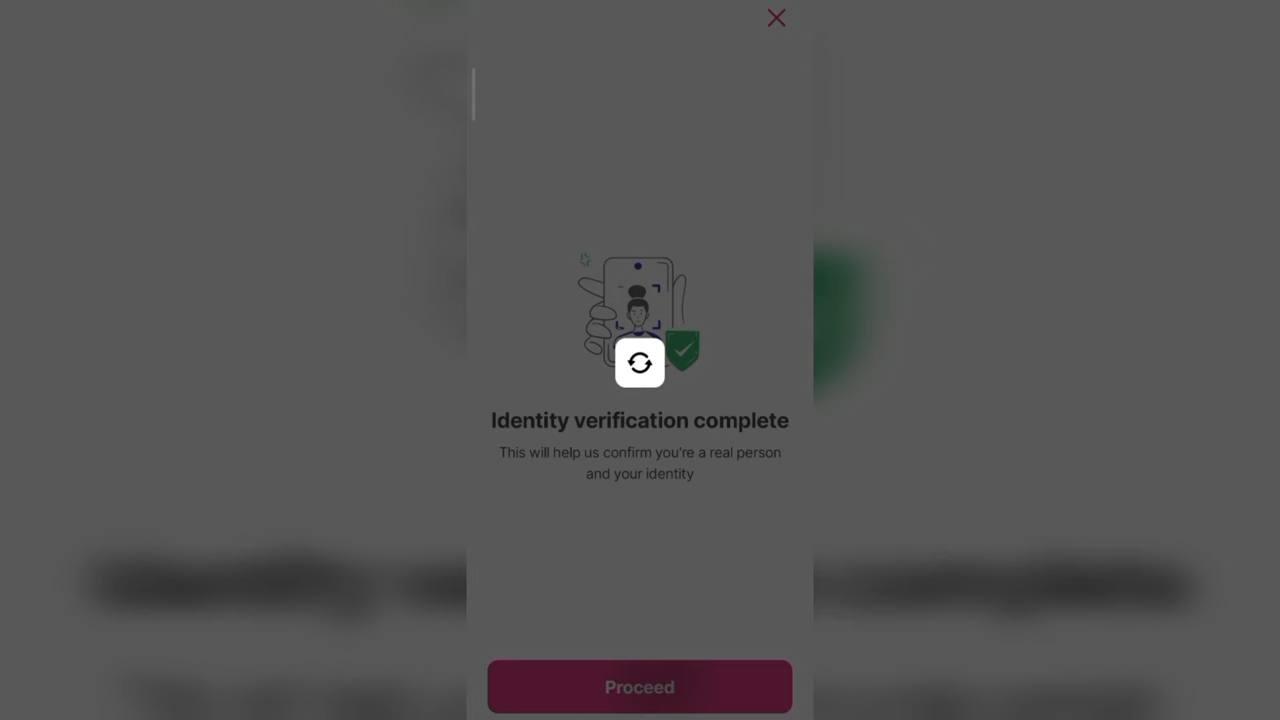 Identity verification complete
This will help us confirm you're a real person
and your identity
Proceed